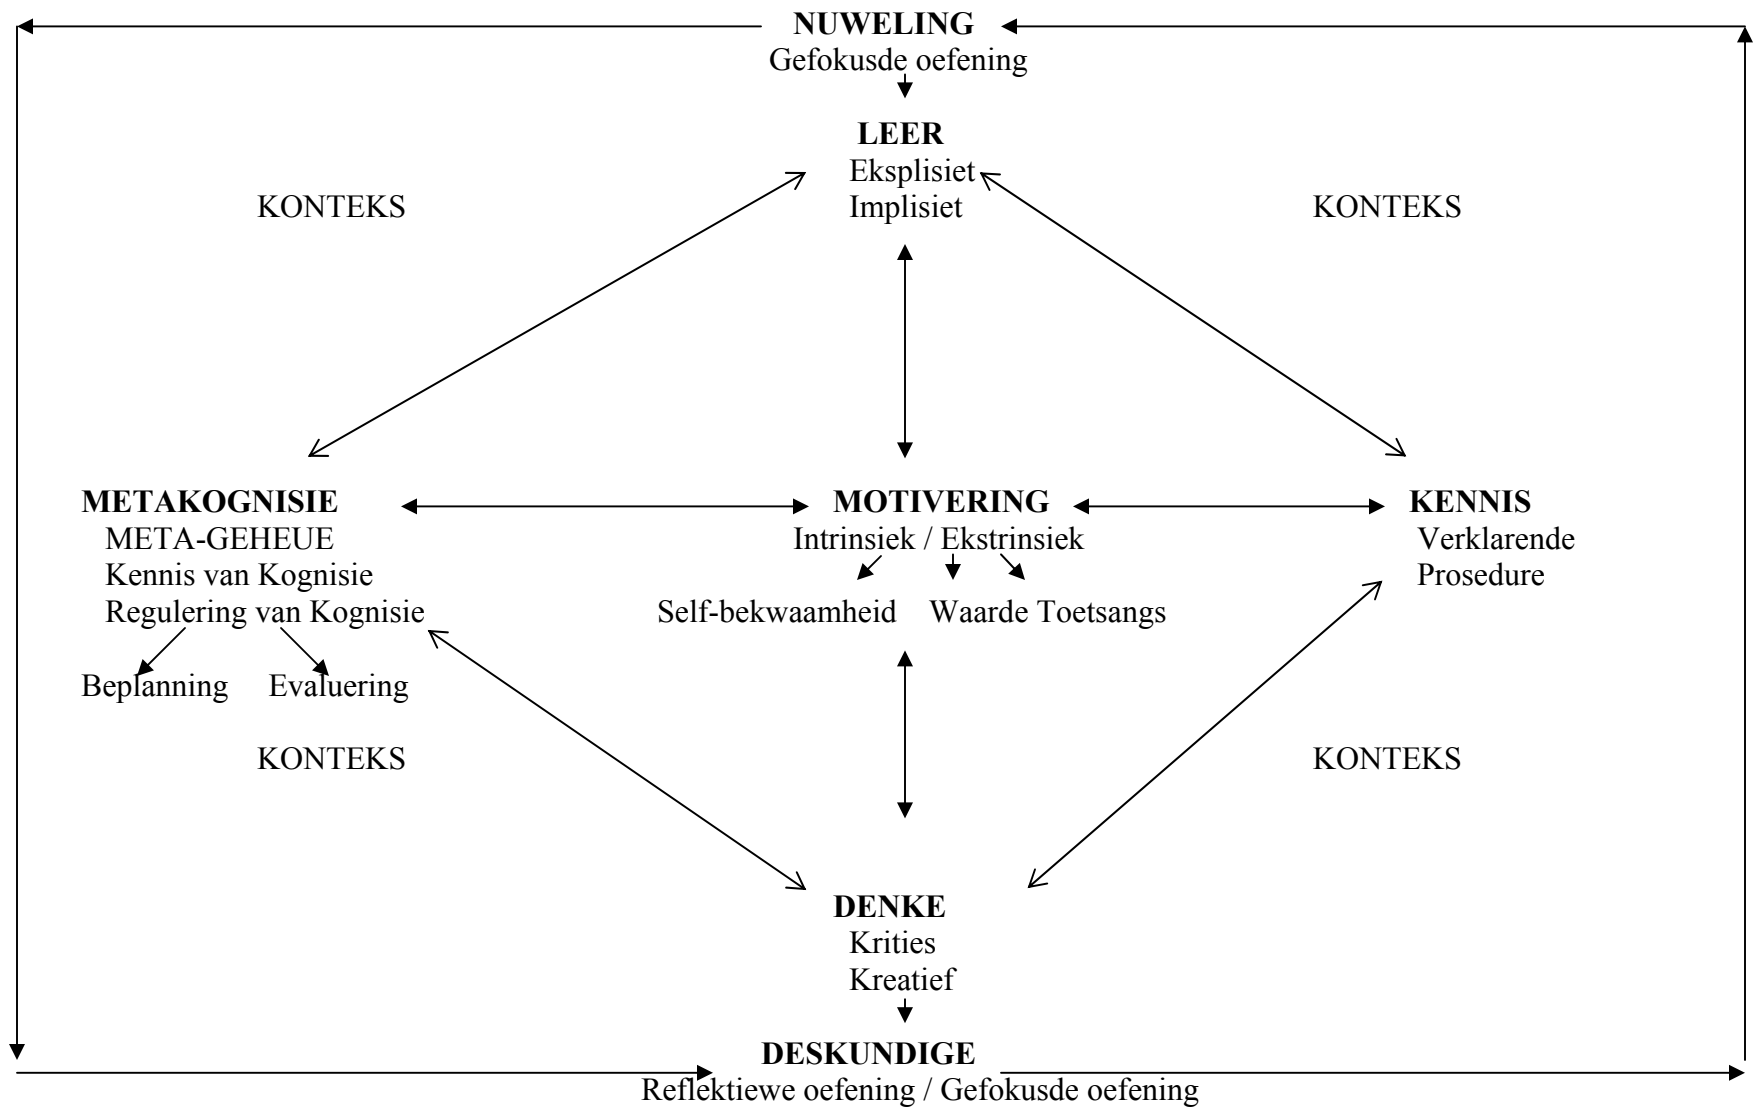 NUWELING
Gefokusde oefening
LEER
Eksplisiet
Implisiet
KONTEKS KONTEKS
METAKOGNISIE MOTIVERING KENNIS
META-GEHEUE Intrinsiek / Ekstrinsiek Verklarende
Kennis van Kognisie Prosedure
Regulering van Kognisie Self-bekwaamheid Waarde Toetsangs
Beplanning Evaluering
KONTEKS KONTEKS
DENKE
Krities
Kreatief
DESKUNDIGE
Reflektiewe oefening / Gefokusde oefening